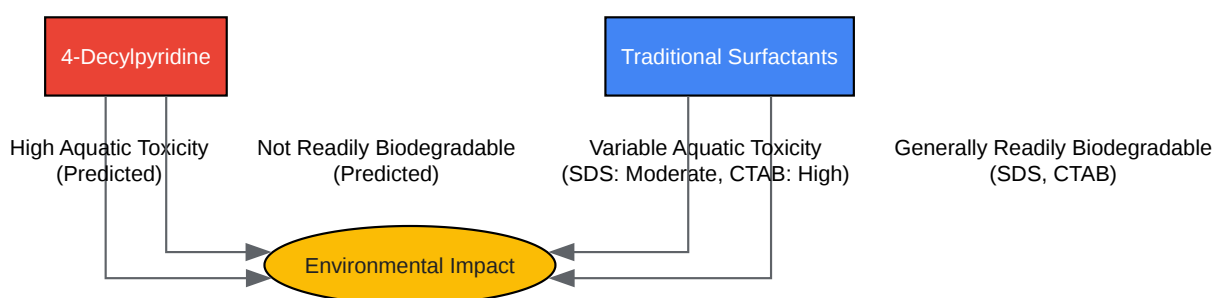 4-Decylpyridine
Traditional Surfactants
High Aquatic Toxicity
(Predicted)
Not Readily Biodegradable
(Predicted)
Variable Aquatic Toxicity
(SDS: Moderate, CTAB: High)
Generally Readily Biodegradable
(SDS, CTAB)
Environmental Impact